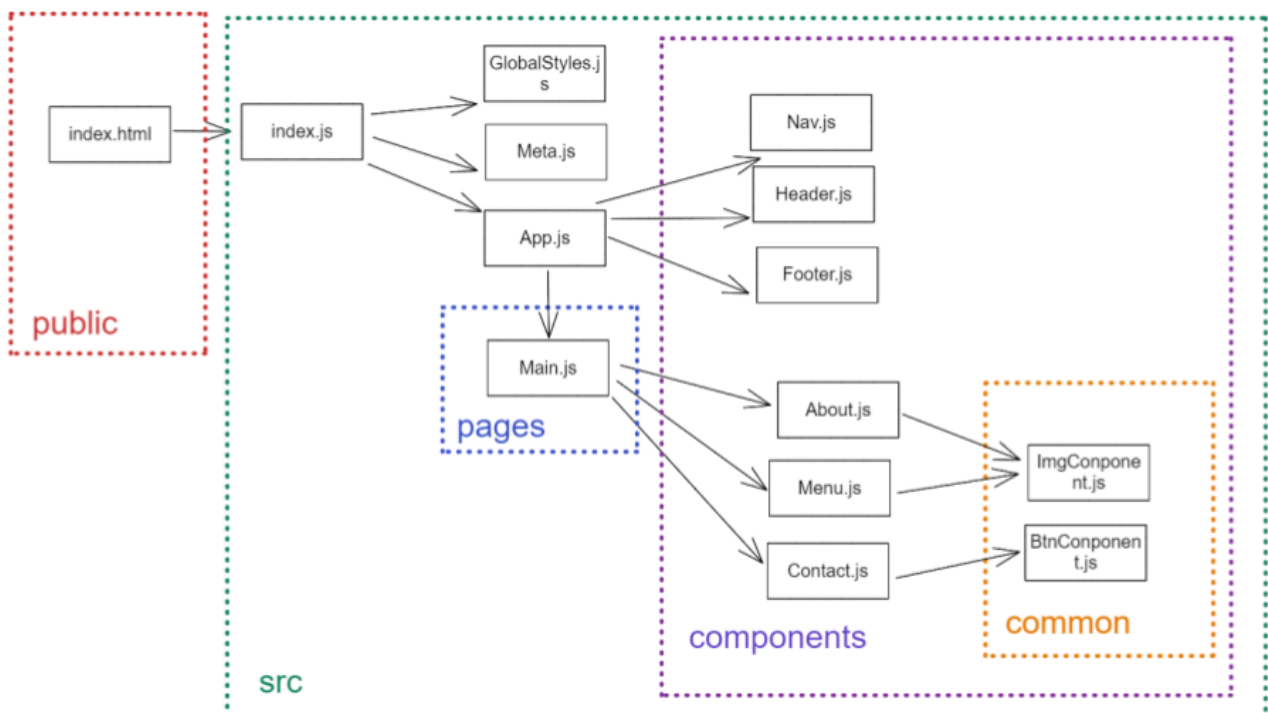 GlobalStyles.j
s
index.html
index.js
Meta.js
App.js
Nav.js
Header.js
Footer.js
public
Main.js
pages
About.js
Menu.js
Contact.js
ImgConpone
nt.js
BtnConponen
t.js
common
components
src